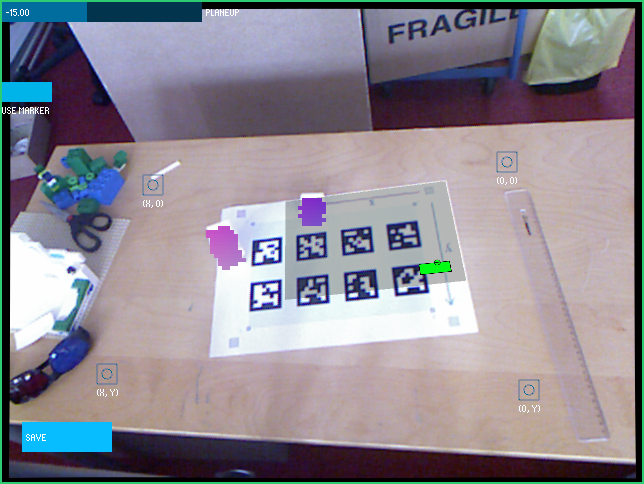 -15.00 PLANEUP
FRAGILE
USE MARKER
(X, 0)
(0, 0)
X
Y
(X, Y)
(0, Y)
SAVE